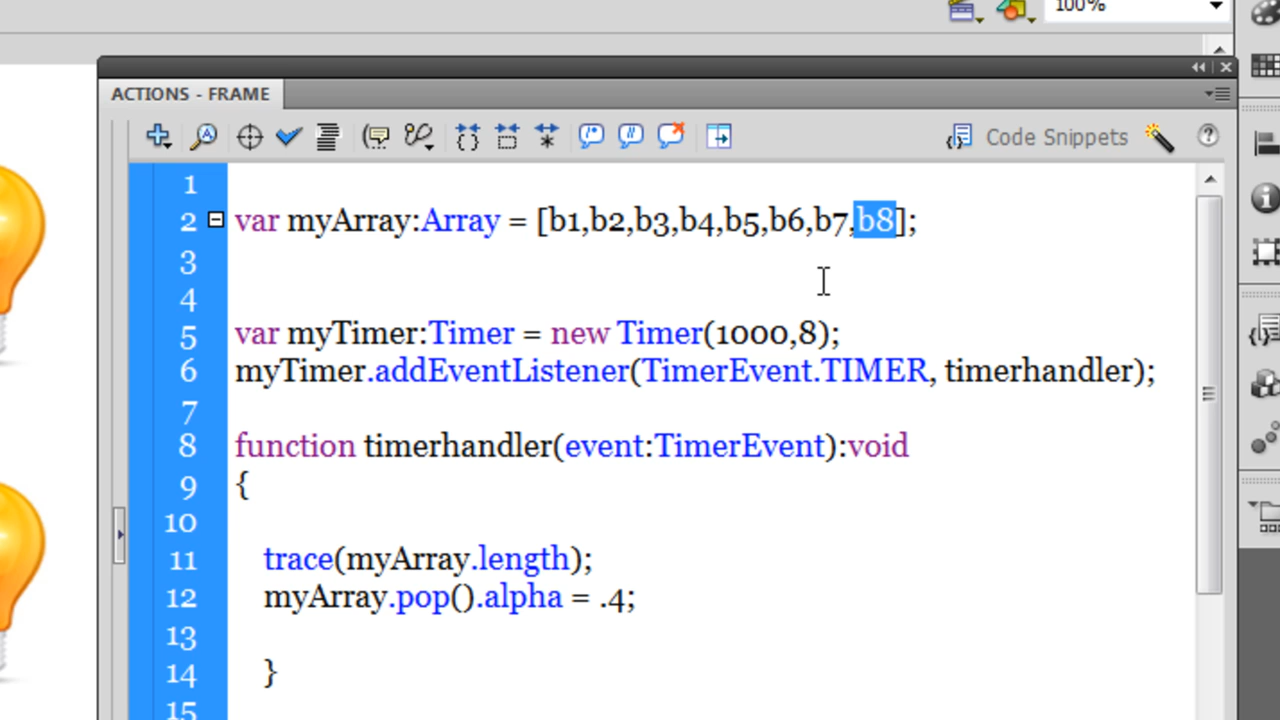 100%
ACTIONS - FRAME
Code Snippets
1
2 var myArray:Array = [b1,b2,b3,b4,b5,b6,b7,b8];
3
4
5 var myTimer:Timer = new Timer(1000,8);
6 myTimer.addEventListener(TimerEvent.TIMER, timerhandler);
7
8 function timerhandler(event:TimerEvent):void
9 {
10
11 trace(myArray.length);
12 myArray.pop().alpha = .4;
13
14 }
15